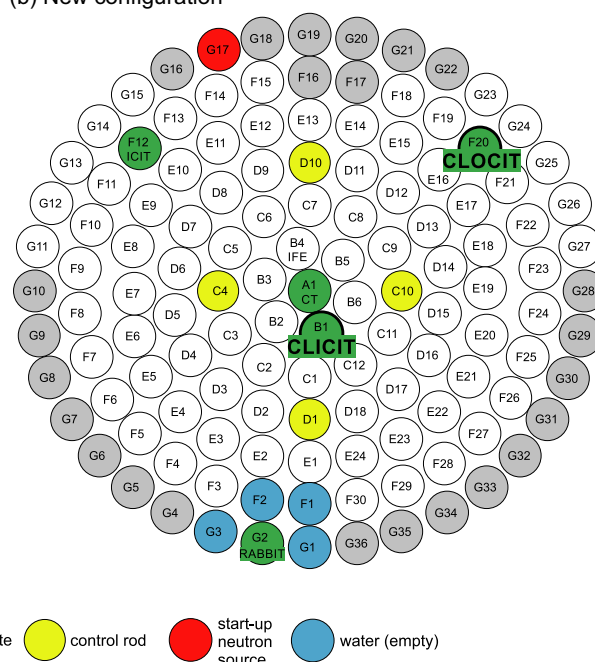 (b) New configuration
G19
G18 G20
G17 G21
G16 F16 F17 G22
G15 F14 F15 F18 G23
G14 F13 E12 E13 E14 F19 G24
F12 ICIT E11 E15 F20 CLOCIT
G13 E10 D9 D10 D11 E16 G25
F11 D8 D12 F21
G12 E9 C6 C7 C8 E17 G26
F10 D7 D13 F22
G11 E8 C5 B4 IFE C9 E18 G27
F9 D6 B3 B5 D14 F23
G10 E7 C4 A1 CT C10 E19 G28
F8 D5 B2 B6 D15 F24
G9 E6 C3 B1 CLICIT C11 E20 G29
F7 D4 C2 C12 D16 F25
G8 E5 D3 C1 D17 E21 G30
F6 E4 D2 D18 E22 F26
G7 F5 E3 D1 E23 F27 G31
G6 F4 E2 E1 E24 F28 G32
G5 F3 F2 F1 F30 F29 G33
G4 G34
G3 G2 RABBIT G1 G36 G35
te
control rod
start-up
neutron
source
water (empty)